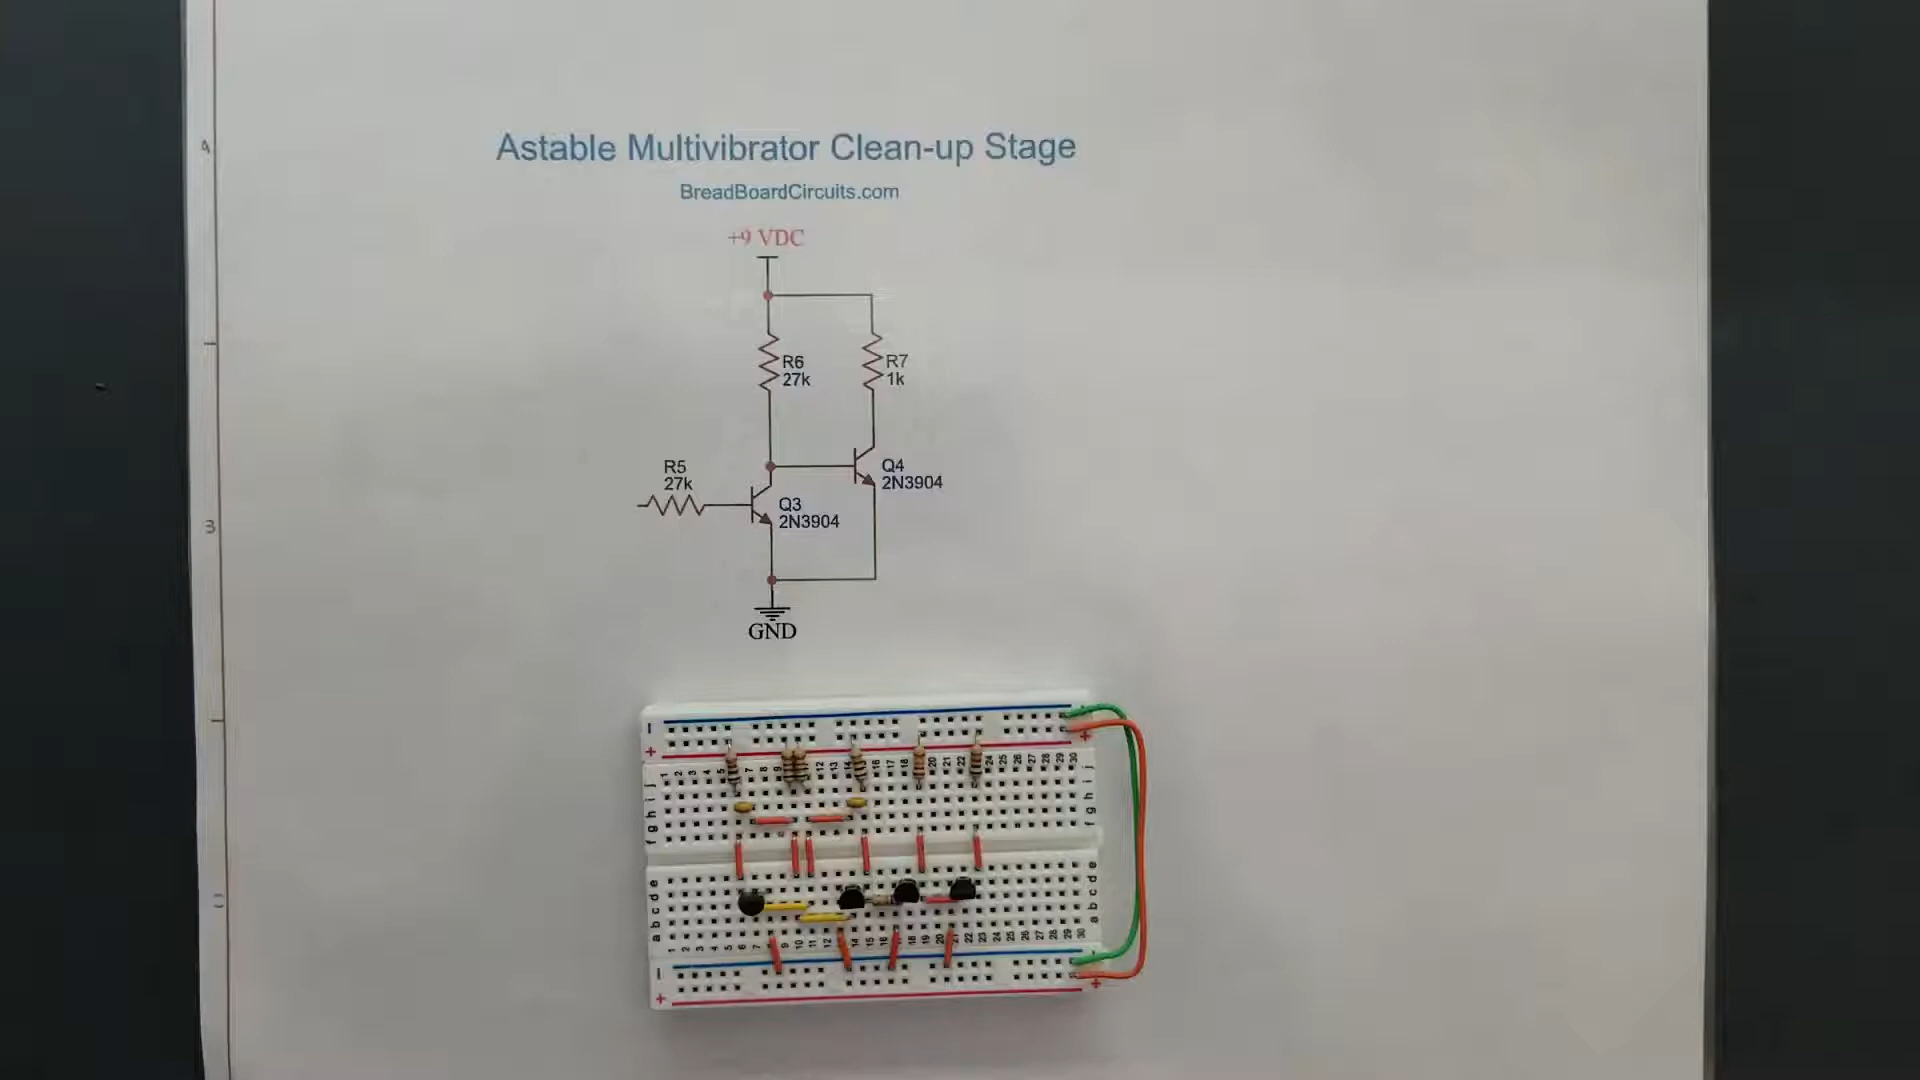 Astable Multivibrator Clean-up Stage
BreadBoardCircuits.com
+9 VDC
R6
27k
R7
1k
R5
27k
Q4
2N3904
Q3
2N3904
GND